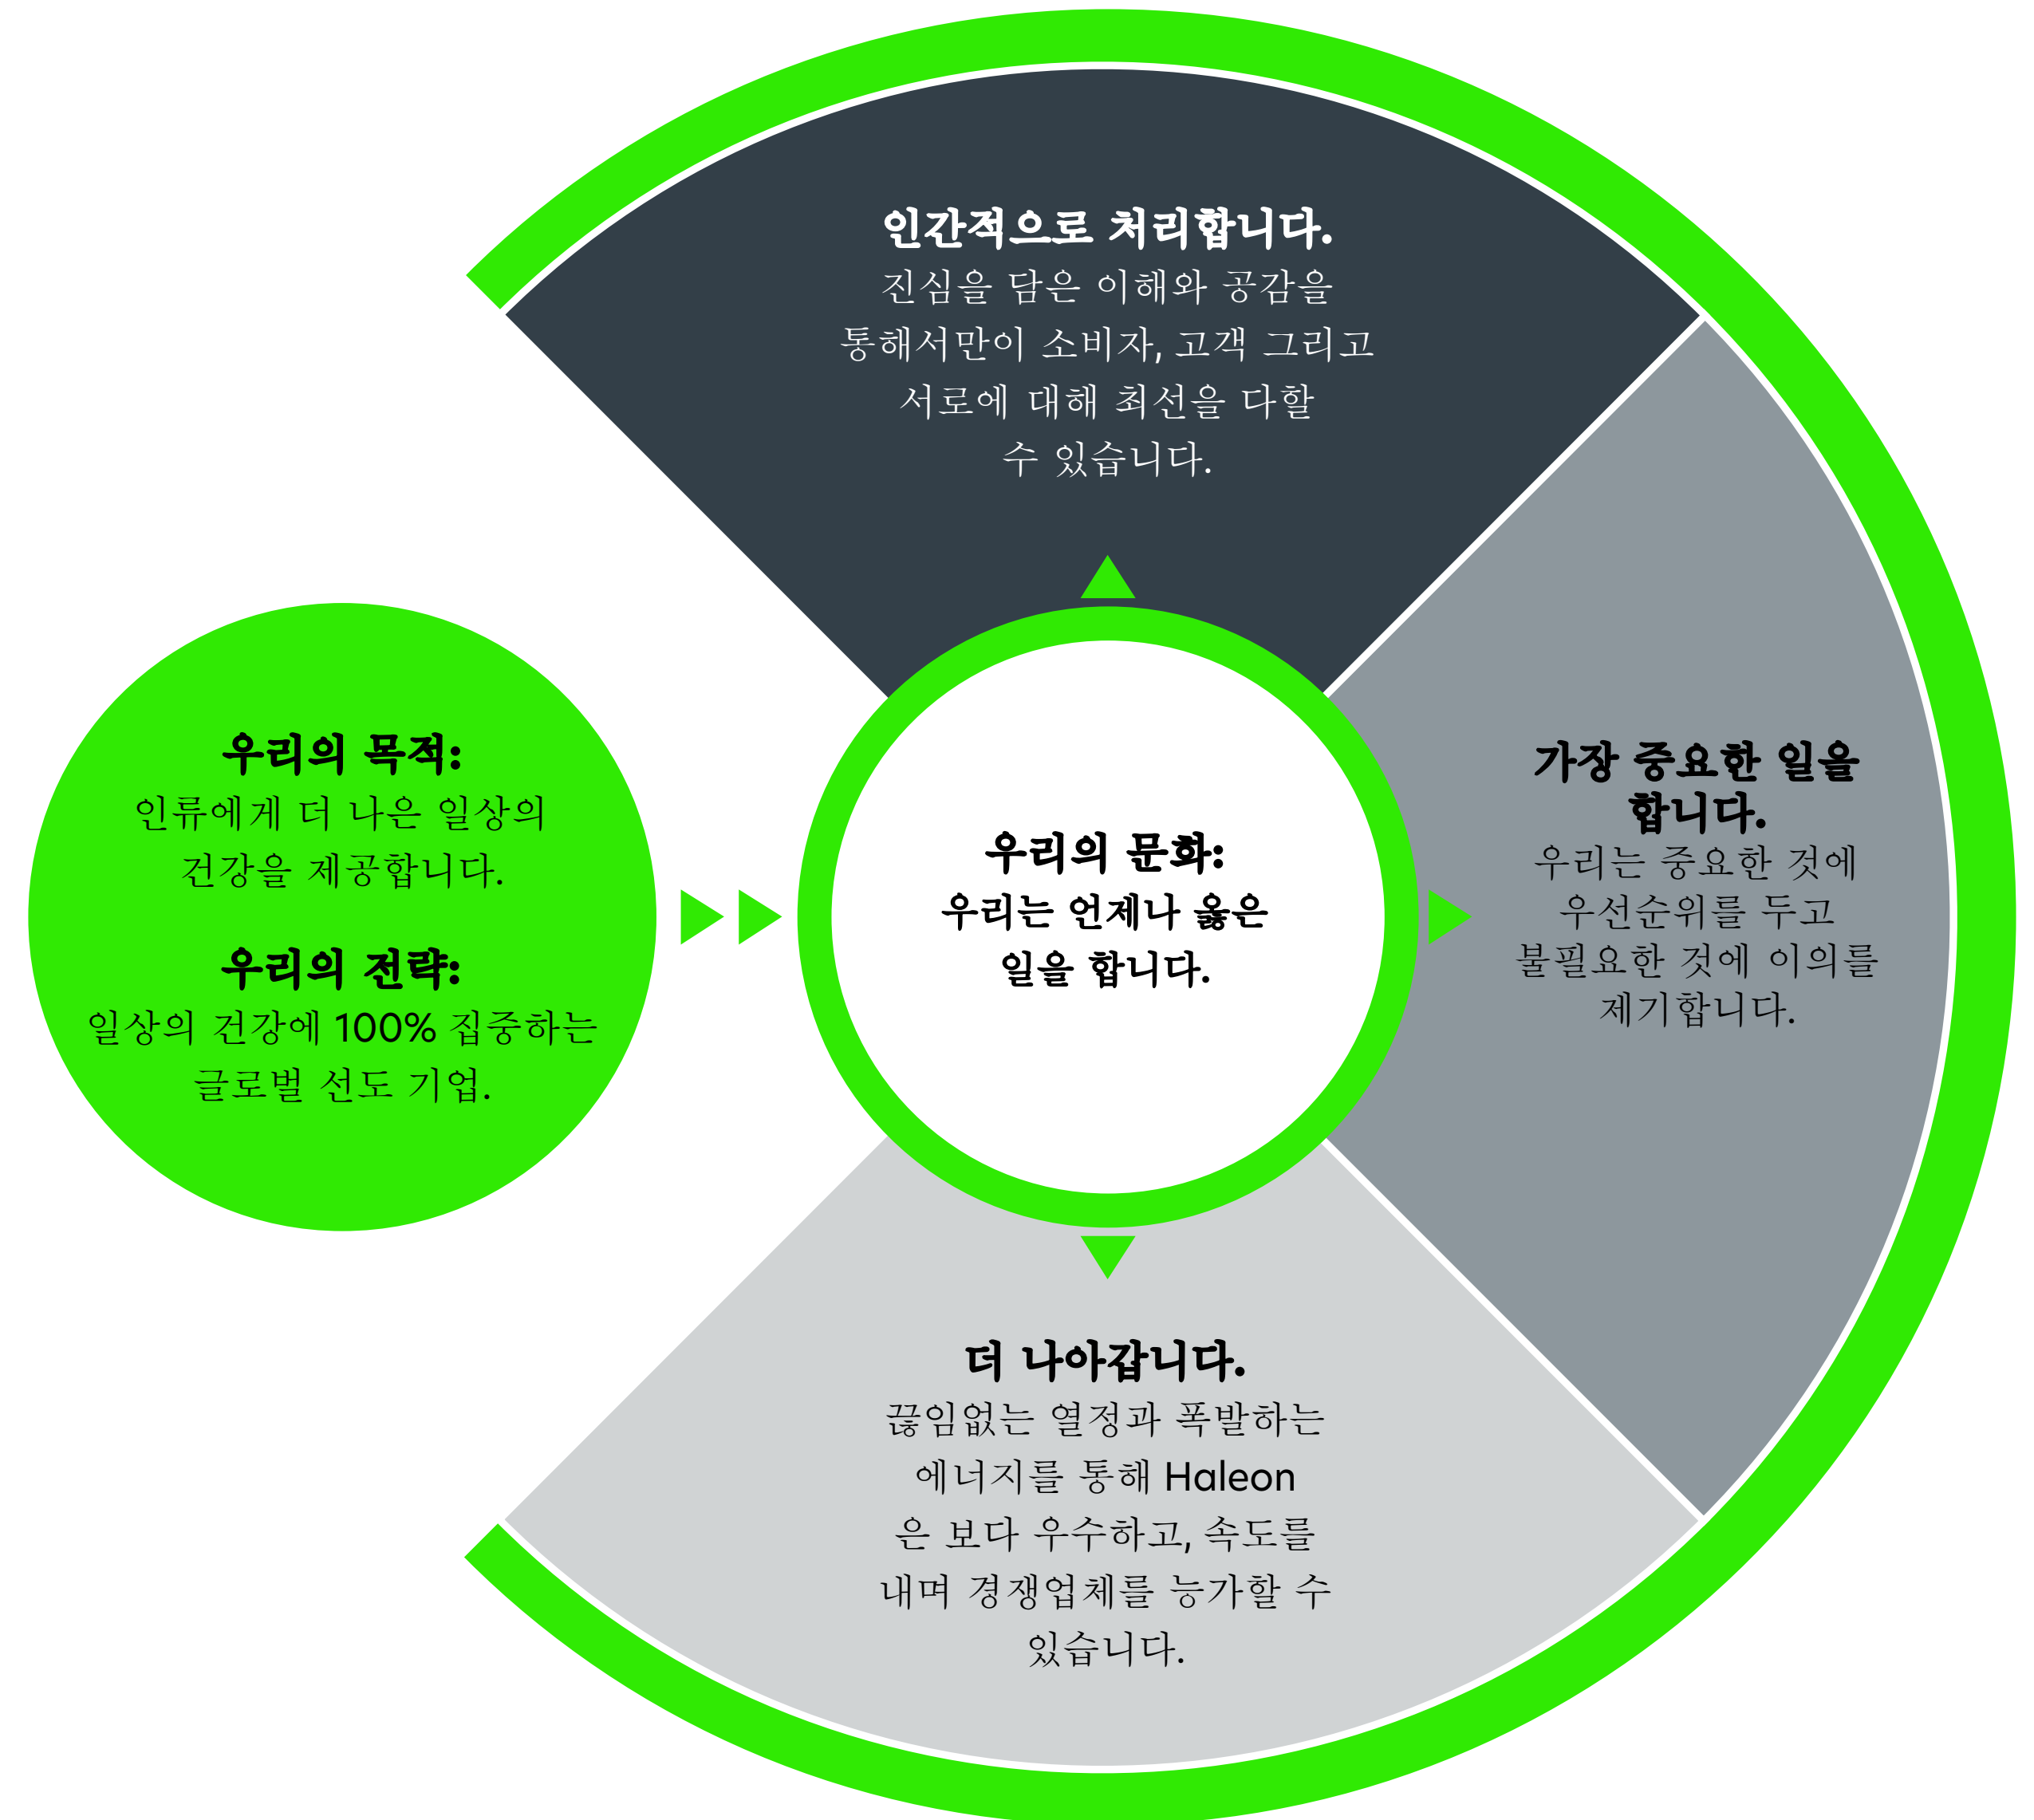 인간적으로 처리합니다.
진심을 담은 이해와 공감을
통해서만이 소비자, 고객 그리고
서로에 대해 최선을 다할
수 있습니다.
우리의 목적:
인류에게 더 나은 일상의
건강을 제공합니다.
우리의 전략:
일상의 건강에 100% 집중하는
글로벌 선도 기업.
우리의 문화:
우리는 언제나 옳은
일을 합니다.
가장 중요한 일을
합니다.
우리는 중요한 것에
우선순위를 두고
불필요한 것에 이의를
제기합니다.
더 나아갑니다.
끊임없는 열정과 폭발하는
에너지를 통해 Haleon
은 보다 우수하고, 속도를
내며 경쟁업체를 능가할 수
있습니다.